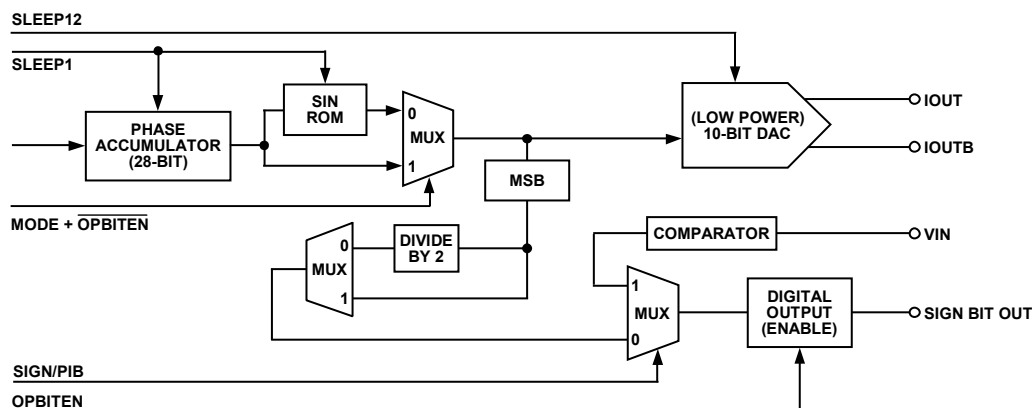 SLEEP12
SLEEP1
SIN
ROM
PHASE
ACCUMULATOR
(28-BIT)
0
MUX
1
(LOW POWER)
10-BIT DAC
IOUT
IOUTB
MSB
MODE + OPBITEN
0
DIVIDE
BY 2
MUX
1
COMPARATOR
VIN
1
MUX
0
DIGITAL
OUTPUT
(ENABLE)
SIGN BIT OUT
SIGN/PIB
OPBITEN